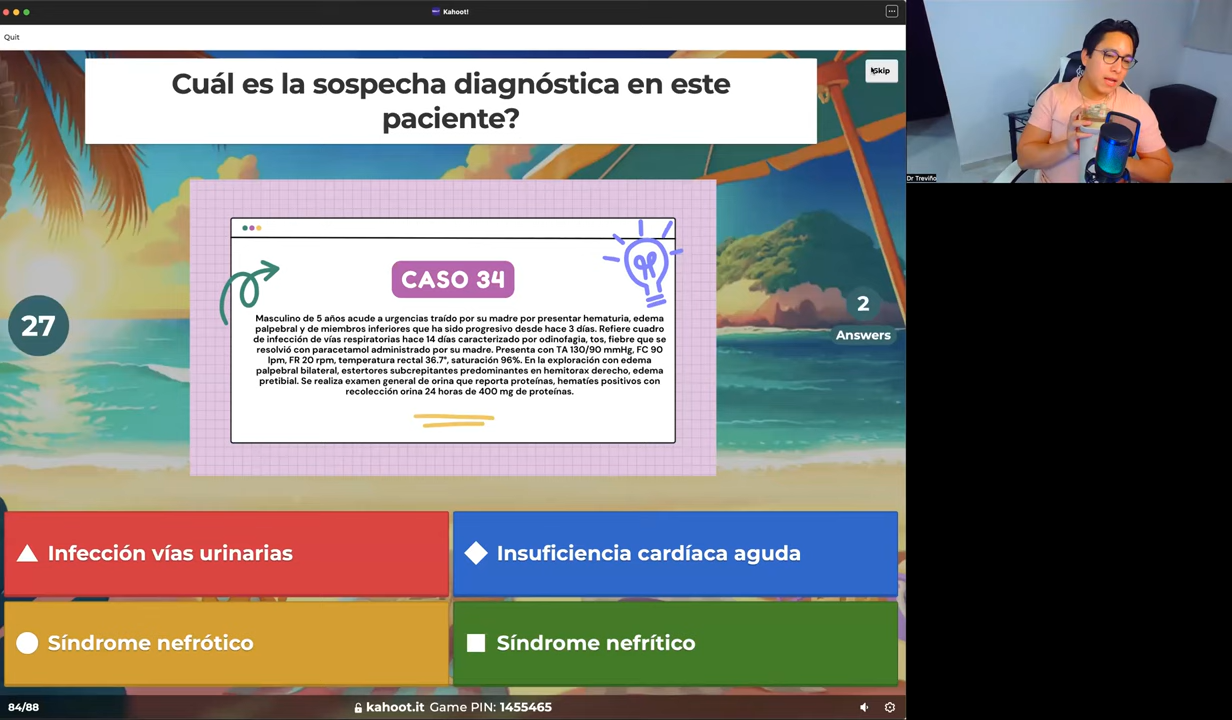 Kahoot!
Quit
Cuál es la sospecha diagnóstica en este
paciente?
Skip
CASO 34
Masculino de 5 años acude a urgencias traído por su madre por presentar hematuria, edema
palpebral y de miembros inferiores que ha sido progresivo desde hace 3 días. Refiere cuadro
de infección de vías respiratorias hace 14 días caracterizado por odinofagia, tos, fiebre que se
resolvió con paracetamol administrado por su madre. Presenta con TA 130/90 mmHg, FC 90
lpm, FR 20 rpm, temperatura rectal 36.7°, saturación 96%. En la exploración con edema
palpebral bilateral, estertores subcrepitantes predominantes en hemitorax derecho, edema
pretibial. Se realiza examen general de orina que reporta proteínas, hematíes positivos con
recolección orina 24 horas de 400 mg de proteínas.
27
2
Answers
Infección vías urinarias
Insuficiencia cardíaca aguda
Síndrome nefrótico
Síndrome nefrítico
84/88
kahoot.it Game PIN: 1455465
Dr Treviño